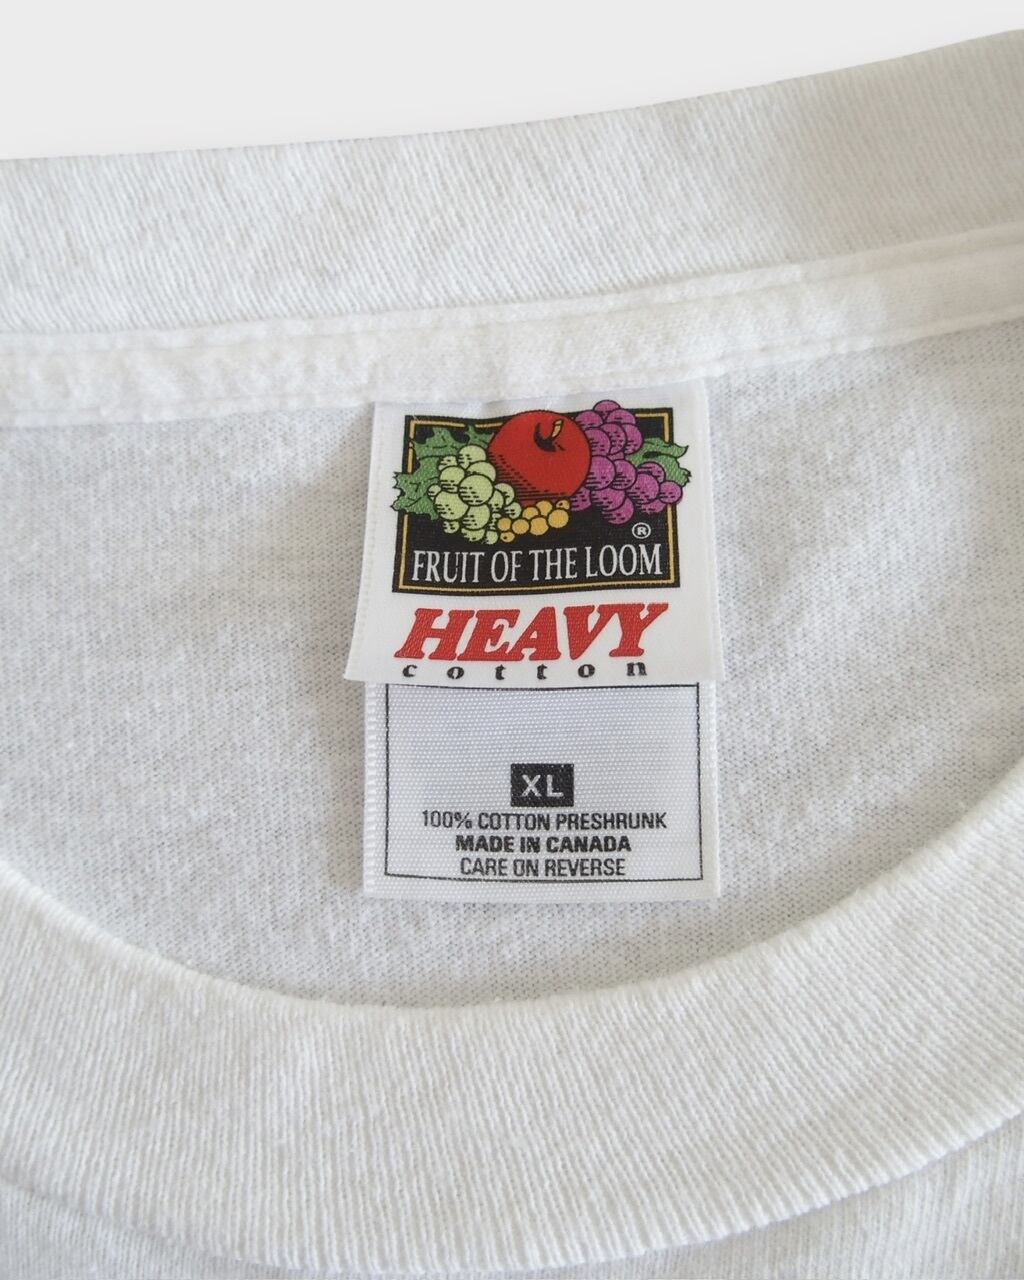 ®
FRUIT OF THE LOOM
HEAVY
cotton
XL
100% COTTON PRESHRUNK
MADE IN CANADA
CARE ON REVERSE